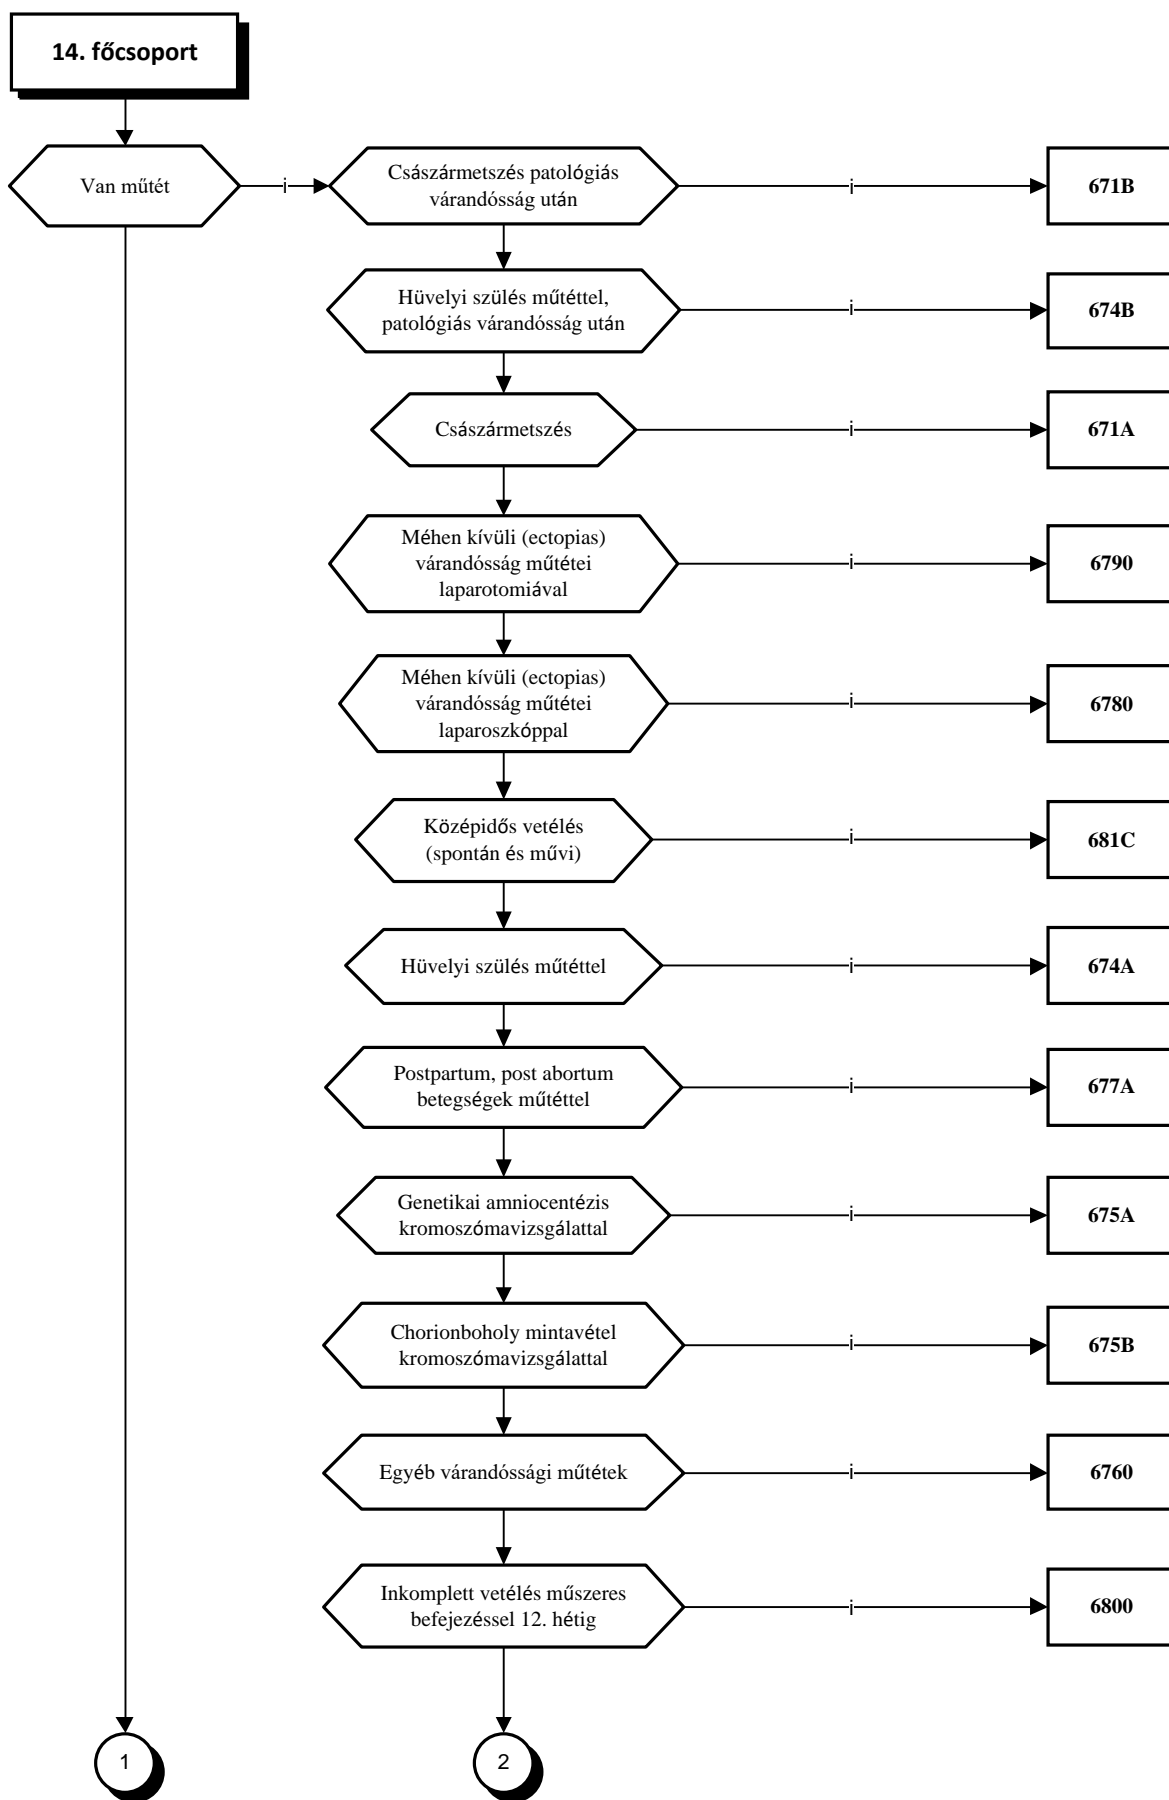 14. főcsoport
Van műtét
i
Császármetszés patológiás
várandósság után
i
671B
Hüvelyi szülés műtéttel,
patológiás várandósság után
i
674B
Császármetszés
i
671A
Méhen kívüli (ectopias)
várandósság műtétei
laparotomiával
i
6790
Méhen kívüli (ectopias)
várandósság műtétei
laparoszkóppal
i
6780
Középidős vetélés
(spontán és művi)
i
681C
Hüvelyi szülés műtéttel
i
674A
Postpartum, post abortum
betegségek műtéttel
i
677A
Genetikai amniocentézis
kromoszómavizsgálattal
i
675A
Chorionboholy mintavétel
kromoszómavizsgálattal
i
675B
Egyéb várandóssági műtétek
i
6760
Inkomplett vetélés műszeres
befejezéssel 12. hétig
i
6800
1
2